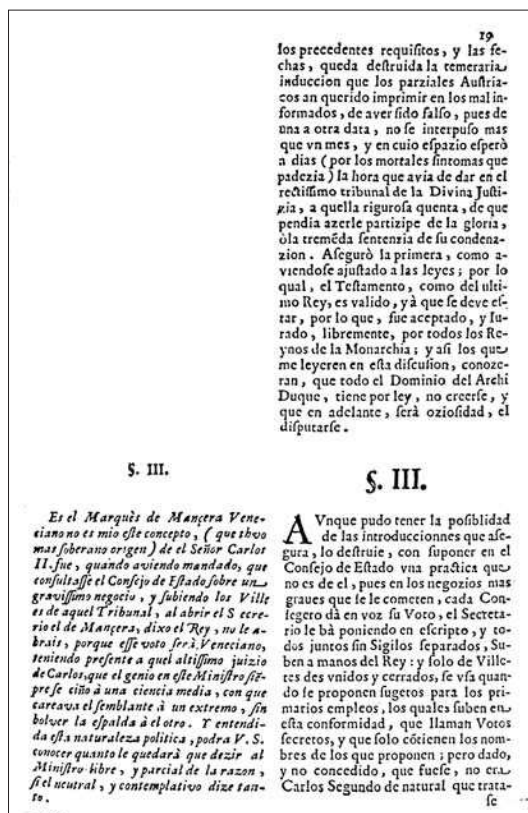 19
los precedentes requisitos, y las fe-
chas, queda destruida la temeraria
induccion que los parziales Austria-
cos an querido imprimir en los mal in-
formados, de aver sido falso, pues de
una a otra data, no se interpuso mas
que vn mes, y en cuio espazio esperò
a dias (por los mortales sintomas que
padezia) la hora que avia de dar en el
rectissimo tribunal de la Divina Justi-
zia, a quella rigurosa quenta, de que
pendia azerle partizipe de la gloria,
òla tremēda sentenzia de su condena-
zion. Asegurò la primera, como a-
viendose ajustado a las leyes; por lo
qual, el Testamento, como del ulti-
mo Rey, es valido, y à que se deve es-
tar, por lo que, fue aceptado, y Iu-
rado, libremente, por todos los Re-
ynos de la Monarchia; y asi los que
me leyeren en esta discusion, conoze-
ran, que todo el Dominio del Archi
Duque, tiene por ley, no creerse, y
que en adelante, serà oziosidad, el
disputarse.
§. III.
Es el Marquès de Mançera Vene-
ciano no es mio este concepto, (que thvo
mas soberano origen) de el Señor Carlos
II. fue, quando aviendo mandado, que
consultasse el Consejo de Estado sobre un
gravissimo negocio, y subiendo los Ville
es de aquel Tribunal, al abrir el S ecre-
rio el de Mançera, dixo el Rey, no le a-
brais, porque esse voto serà Veneciano,
teniendo presente a quel altissimo juizio
de Carlos, que el genio en este Ministro siē-
pre se ciño à una ciencia media, con que
careava el semblante à un extremo, sin
bolver la espalda à el otro. Y entendi-
da esta naturaleza politica, podra V. S.
conocer quanto le quedarà que dezir al
Ministro libre, y parcial de la razon,
si el neutral, y contemplativo dize tan-
to.
§. III.
AVnque pudo tener la posiblidad
de las introduccionnes que ase-
gura, lo destruie, con suponer en el
Consejo de Estado vna practica que
no es de el, pues en los negozios mas
graues que se le cometen, cada Con-
segero dà en voz su Voto, el Secreta-
rio le bà poniendo en escripto, y to-
dos juntos sin Sigilos separados, Su-
ben a manos del Rey: y solo de Ville-
tes des vnidos y cerrados, se vsa quan-
do se proponen sugetos para los pri-
marios empleos, los quales suben en
esta conformidad, que llaman Votos
secretos, y que solo cōtienen los nom-
bres de los que proponen; pero dado,
y no concedido, que fuese, no era
Carlos Segundo de natural que trata-
se